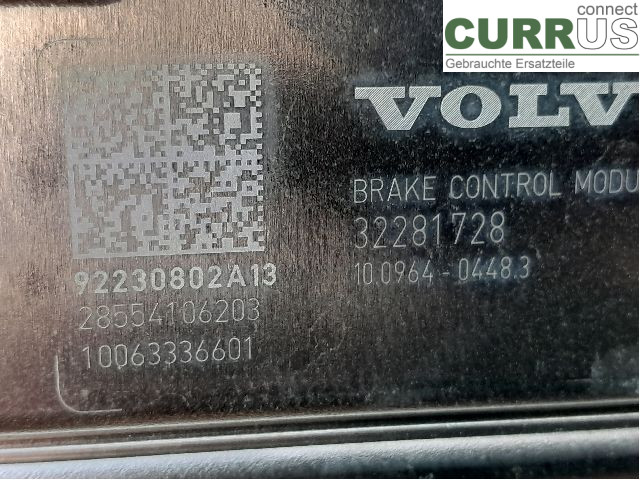 connect
CURRUS
Gebrauchte Ersatzteile
VOLV
BRAKE CONTROL MODU
32281728
10.0964-0448.3
92230802A13
28554106203
10063336601